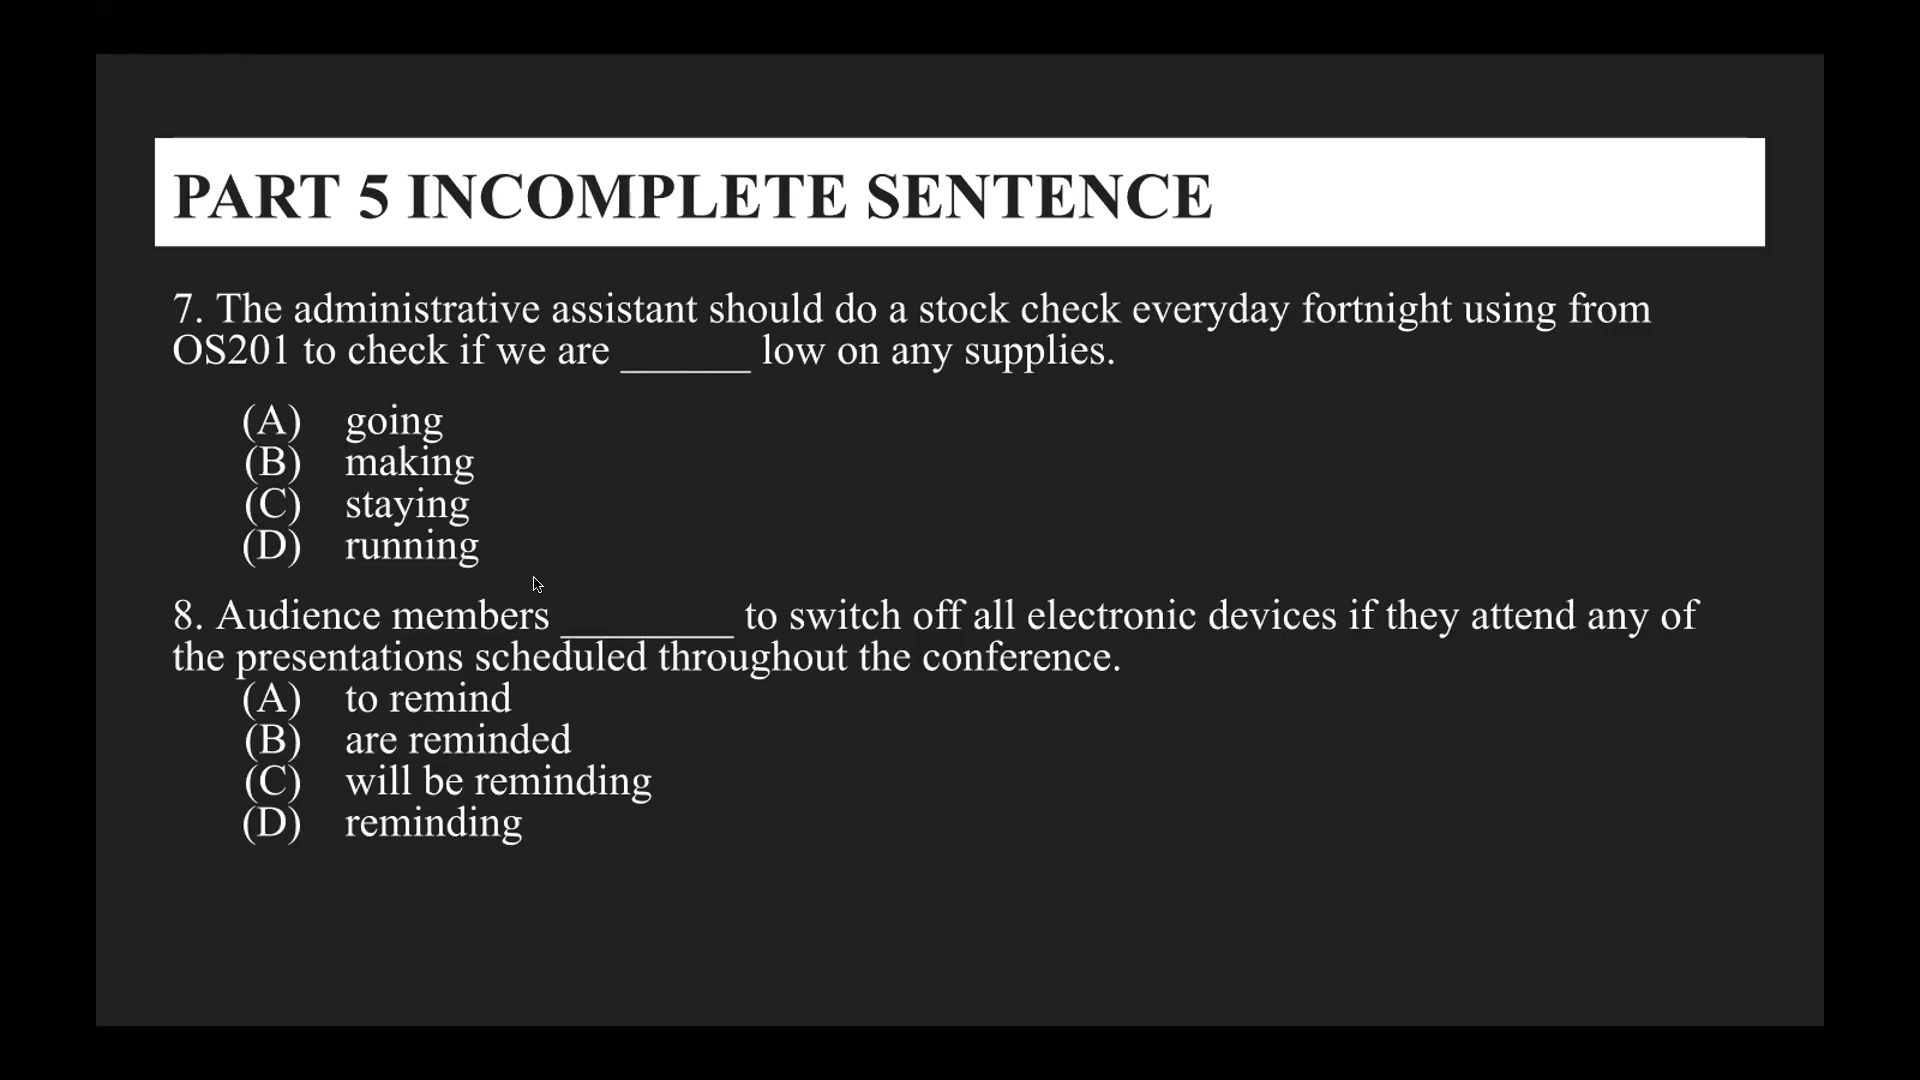 PART 5 INCOMPLETE SENTENCE
7. The administrative assistant should do a stock check everyday fortnight using from
OS201 to check if we are ______ low on any supplies.
(A) going
(B) making
(C) staying
(D) running
8. Audience members ________ to switch off all electronic devices if they attend any of
the presentations scheduled throughout the conference.
(A) to remind
(B) are reminded
(C) will be reminding
(D) reminding